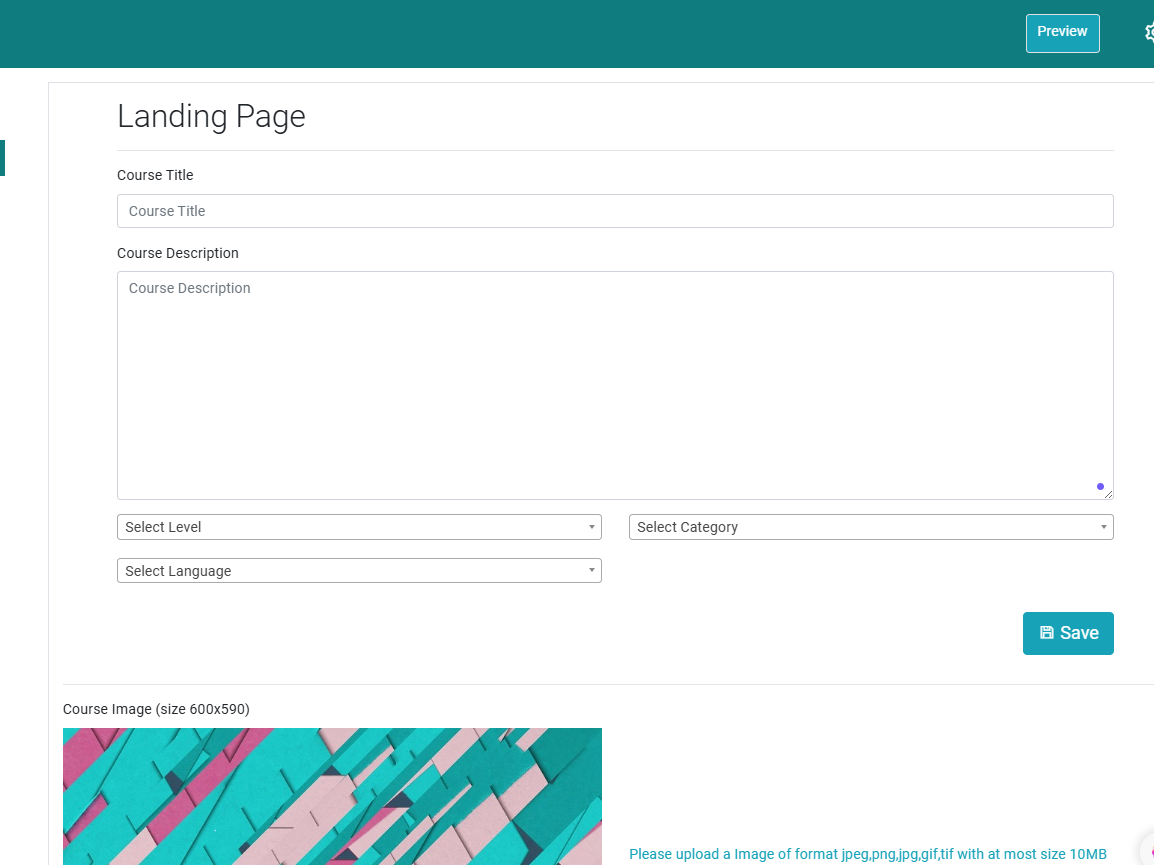 Preview
Landing Page
Course Title
Course Title
Course Description
Course Description
Select Level
Select Category
Select Language
Save
Course Image (size 600x590)
Please upload a Image of format jpeg,png,jpg,gif,tif with at most size 10MB